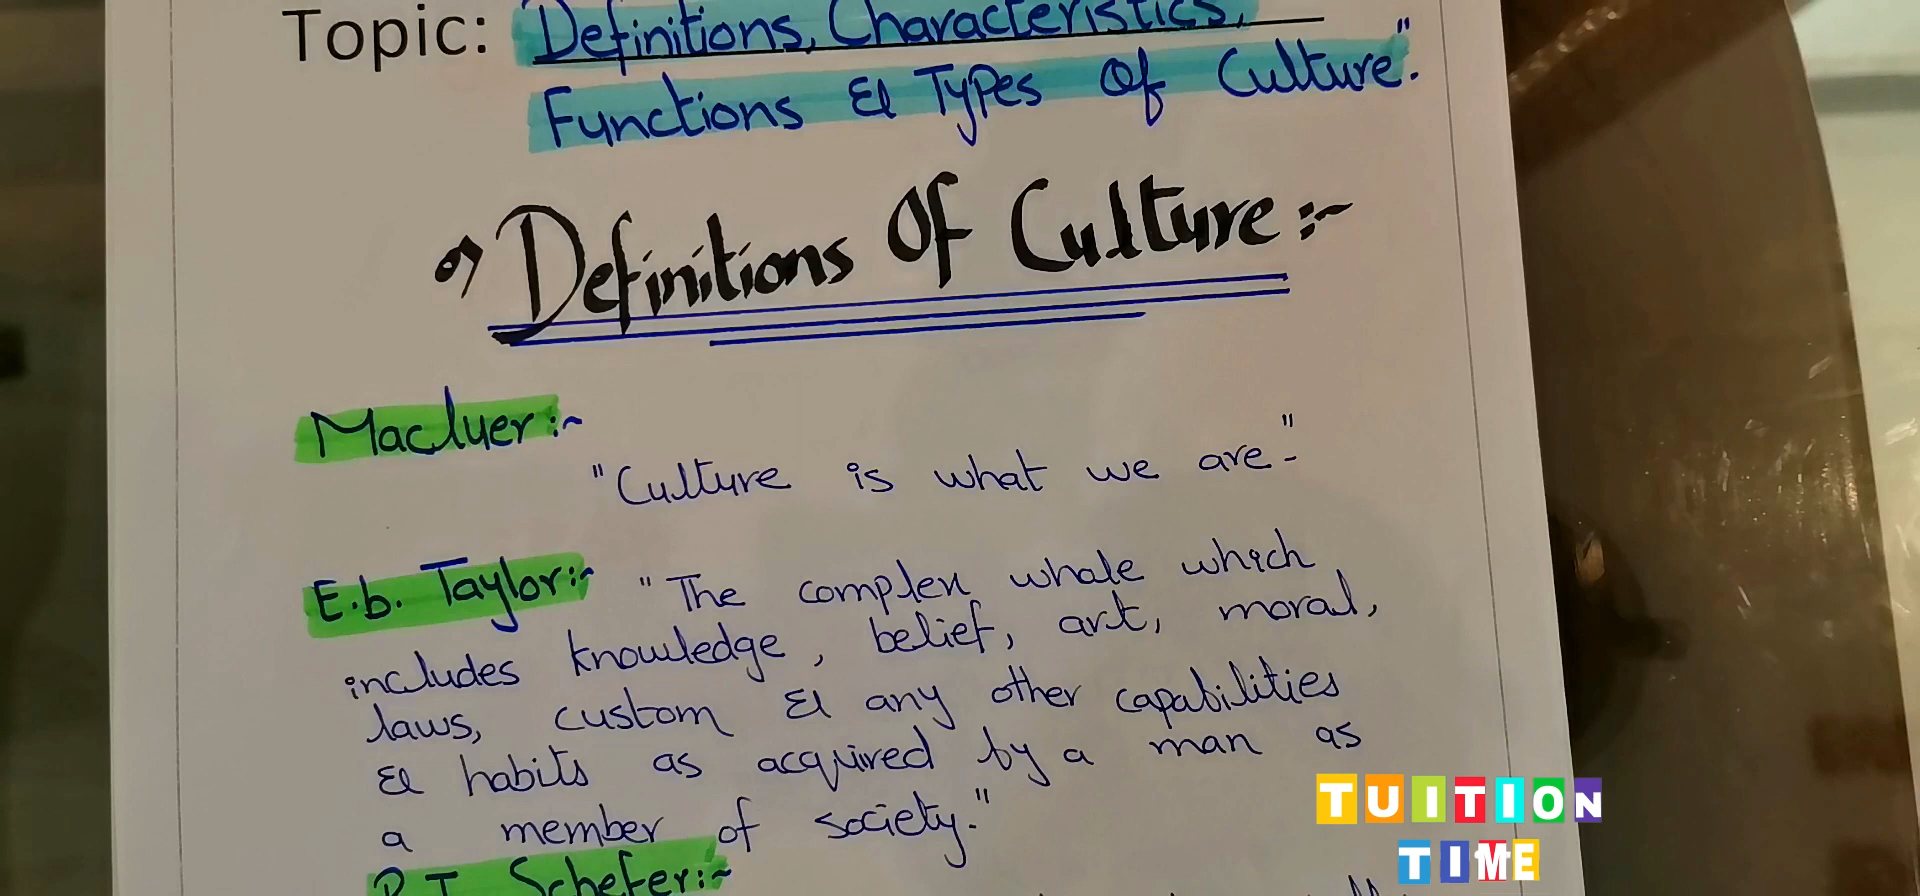 Topic: Definitions, Characteristics,
Functions & Types Of Culture."
Definitions Of Culture:-
MacIver:-
"Culture is what we are-"
E.b. Taylor:- "The complex whole which
includes knowledge, belief, art, moral,
laws, custom & any other capabilities
& habits as acquired by a man as
a member of society."
R.T. Schefer:-
TUITION
TIME